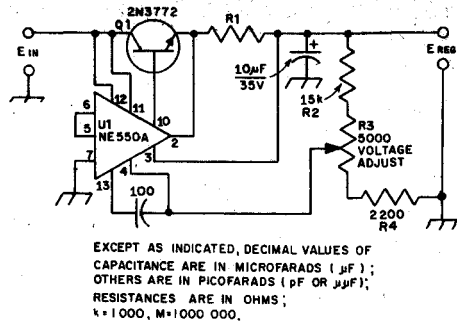 2N3772
Q1
R1
E IN
E REG
10µF
35V
15k
R2
12
11
10
6
5
7
U1
NE550A
2
3
4
13
R3
5000
VOLTAGE
ADJUST
100
2200
R4
EXCEPT AS INDICATED, DECIMAL VALUES OF
CAPACITANCE ARE IN MICROFARADS ( µF ) ;
OTHERS ARE IN PICOFARADS ( pF OR µµF);
RESISTANCES ARE IN OHMS ;
k = 1000, M=1000 000.